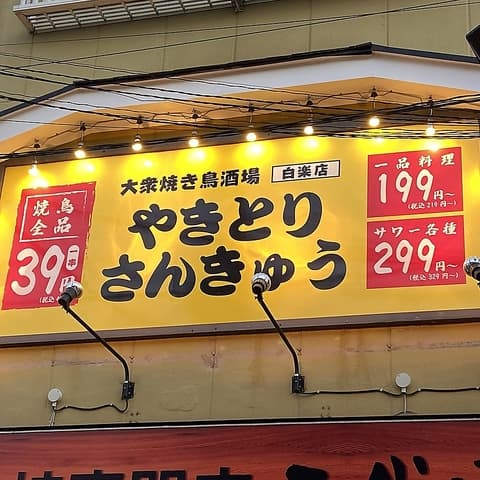 大衆焼き鳥酒場 白楽店
やきとり
さんきゅう
焼鳥
全品
39円
一串
(税込
一品料理
199円~
(税込219円~)
サワー各種
299円~
(税込329円~)